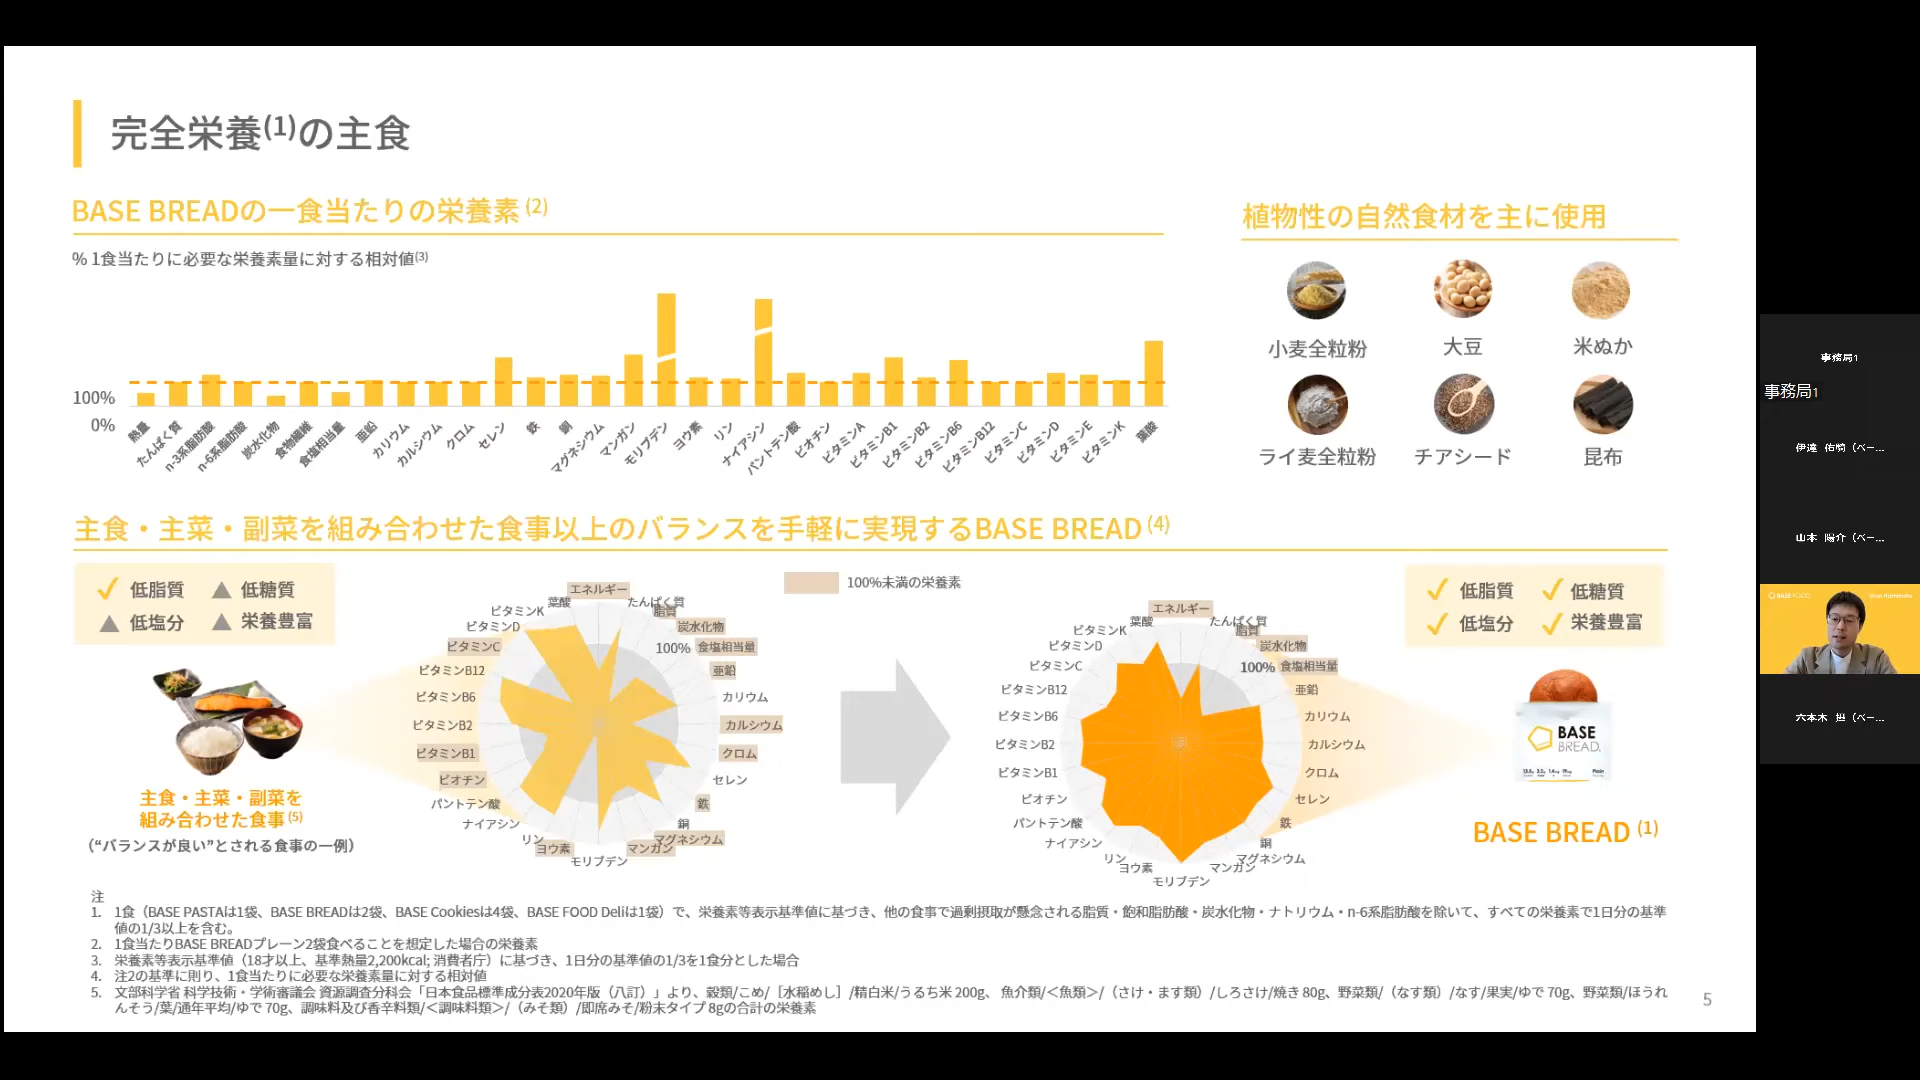 完全栄養(1)の主食
BASE BREADの一食当たりの栄養素 (2)
% 1食当たりに必要な栄養素量に対する相対値(3)
100%
0%
熱量
たんぱく質
n-3系脂肪酸
n-6系脂肪酸
炭水化物
食物繊維
食塩相当量
亜鉛
カリウム
カルシウム
クロム
セレン
鉄
銅
マグネシウム
マンガン
モリブデン
ヨウ素
リン
ナイアシン
パントテン酸
ビオチン
ビタミンA
ビタミンB1
ビタミンB2
ビタミンB6
ビタミンB12
ビタミンC
ビタミンD
ビタミンE
ビタミンK
葉酸
植物性の自然食材を主に使用
小麦全粒粉
大豆
米ぬか
ライ麦全粒粉
チアシード
昆布
主食・主菜・副菜を組み合わせた食事以上のバランスを手軽に実現するBASE BREAD (4)
低脂質
低糖質
低塩分
栄養豊富
主食・主菜・副菜を
組み合わせた食事 (5)
(“バランスが良い”とされる食事の一例)
エネルギー
たんぱく質
脂質
炭水化物
100%
食塩相当量
亜鉛
カリウム
カルシウム
クロム
セレン
鉄
銅
マグネシウム
マンガン
モリブデン
ヨウ素
リン
ナイアシン
パントテン酸
ビオチン
ビタミンB1
ビタミンB2
ビタミンB6
ビタミンB12
ビタミンC
ビタミンD
ビタミンK
葉酸
100%未満の栄養素
エネルギー
たんぱく質
脂質
炭水化物
100%
食塩相当量
亜鉛
カリウム
カルシウム
クロム
セレン
鉄
銅
マグネシウム
マンガン
モリブデン
ヨウ素
リン
ナイアシン
パントテン酸
ビオチン
ビタミンB1
ビタミンB2
ビタミンB6
ビタミンB12
ビタミンC
ビタミンD
ビタミンK
葉酸
低脂質
低糖質
低塩分
栄養豊富
BASE
BREAD.
BASE BREAD (1)
注
1. 1食（BASE PASTAは1袋、BASE BREADは2袋、BASE Cookiesは4袋、BASE FOOD Deliは1袋）で、栄養素等表示基準値に基づき、他の食事で過剰摂取が懸念される脂質・飽和脂肪酸・炭水化物・ナトリウム・n-6系脂肪酸を除いて、すべての栄養素で1日分の基準
値の1/3以上を含む。
2. 1食当たりBASE BREADプレーン2袋食べることを想定した場合の栄養素
3. 栄養素等表示基準値（18才以上、基準熱量2,200kcal; 消費者庁）に基づき、1日分の基準値の1/3を1食分とした場合
4. 注2の基準に則り、1食当たりに必要な栄養素量に対する相対値
5. 文部科学省 科学技術・学術審議会 資源調査分科会「日本食品標準成分表2020年版（八訂）」より、穀類/こめ/［水稲めし］/精白米/うるち米 200g、 魚介類/＜魚類＞/（さけ・ます類）/しろさけ/焼き 80g、野菜類/（なす類）/なす/果実/ゆで 70g、野菜類/ほうれ
んそう/葉/通年平均/ゆで 70g、調味料及び香辛料類/＜調味料類＞/（みそ類）/即席みそ/粉末タイプ 8gの合計の栄養素
5
事務局1
事務局1
伊達 佑騎（ベー...
山本 陽介（ベー...
BASE FOOD
六本木 拠（ベー...